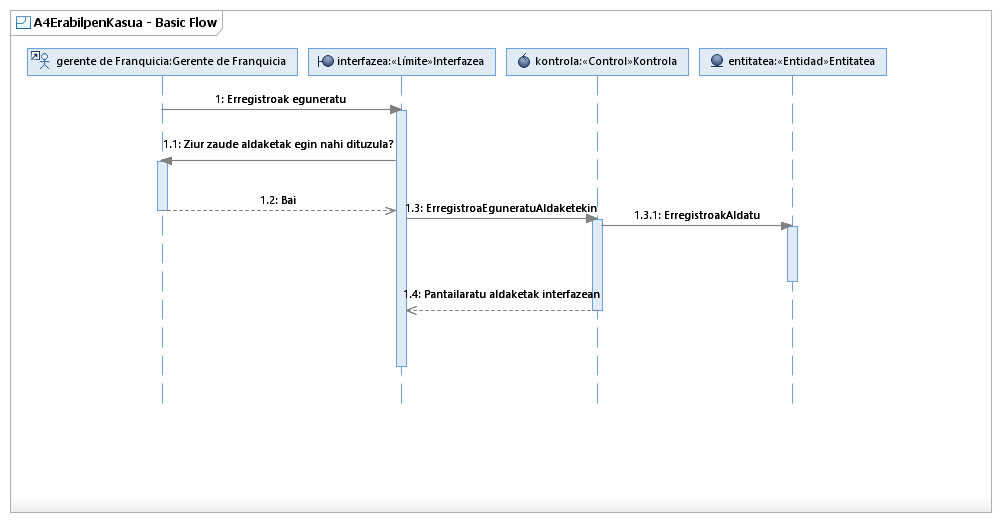 A4ErabilpenKasua - Basic Flow
gerente de Franquicia:Gerente de Franquicia
interfazea:«Límite»Interfazea
kontrola:«Control»Kontrola
entitatea:«Entidad»Entitatea
1: Erregistroak eguneratu
1.1: Ziur zaude aldaketak egin nahi dituzula?
1.2: Bai
1.3: ErregistroaEguneratuAldaketekin
1.3.1: ErregistroakAldatu
1.4: Pantailaratu aldaketak interfazean